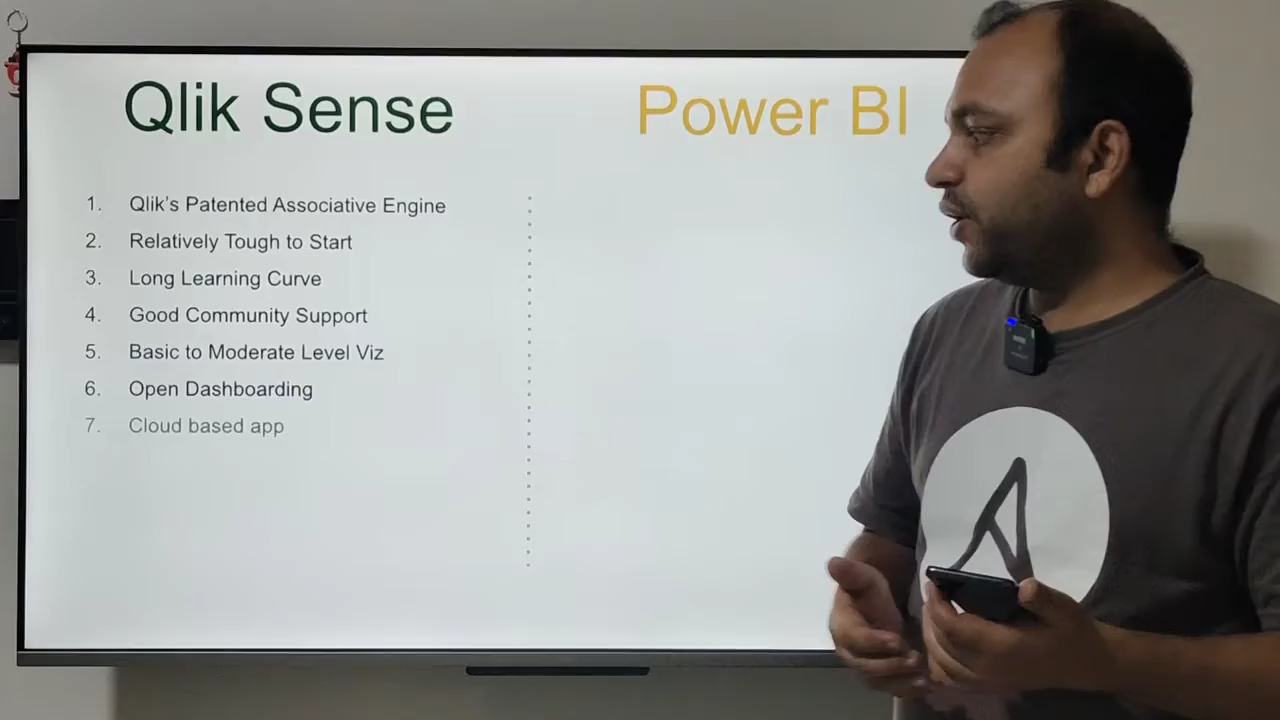 Qlik Sense
Power BI
1. Qlik's Patented Associative Engine
2. Relatively Tough to Start
3. Long Learning Curve
4. Good Community Support
5. Basic to Moderate Level Viz
6. Open Dashboarding
7. Cloud based app